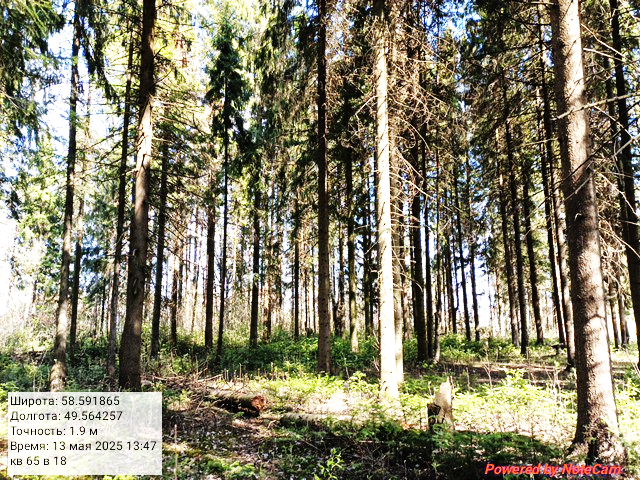 Широта: 58.591865
Долгота: 49.564257
Точность: 1.9 м
Время: 13 мая 2025 13:47
кв 65 в 18
Powered by NoteCam